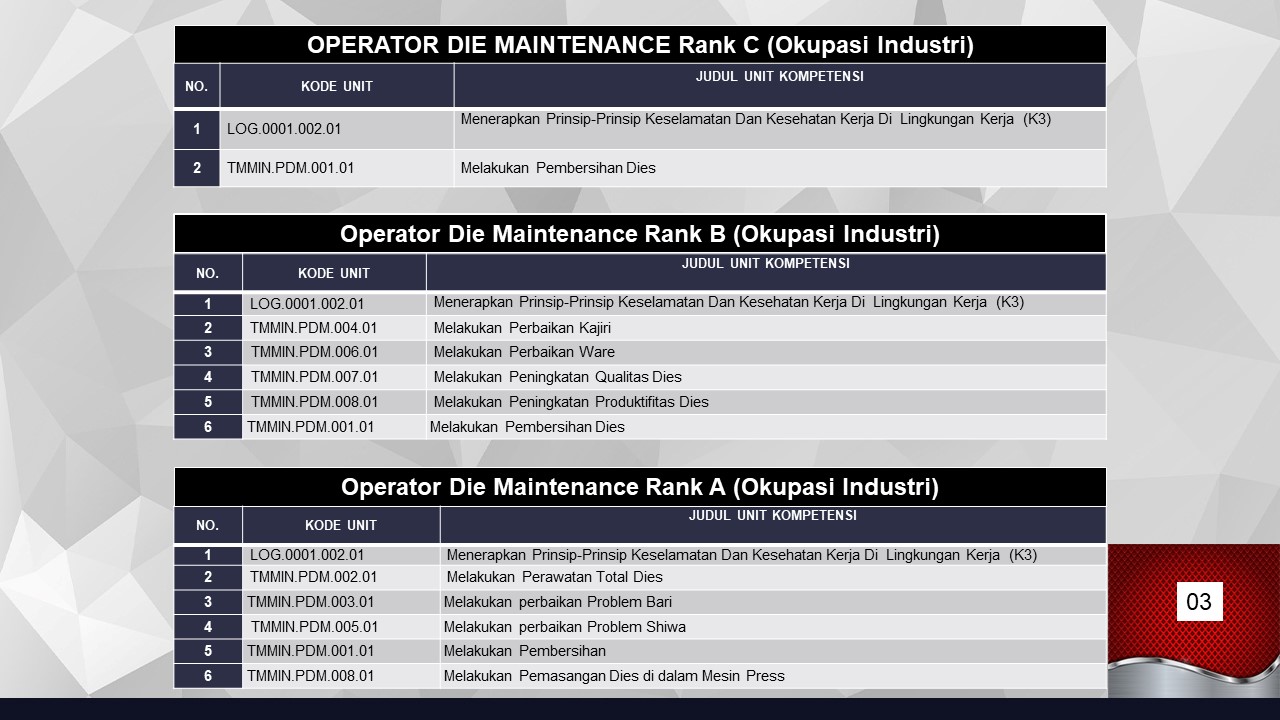 OPERATOR DIE MAINTENANCE Rank C (Okupasi Industri)
NO. KODE UNIT JUDUL UNIT KOMPETENSI
1 LOG.0001.002.01 Menerapkan Prinsip-Prinsip Keselamatan Dan Kesehatan Kerja Di Lingkungan Kerja (K3)
2 TMMIN.PDM.001.01 Melakukan Pembersihan Dies
Operator Die Maintenance Rank B (Okupasi Industri)
NO. KODE UNIT JUDUL UNIT KOMPETENSI
1 LOG.0001.002.01 Menerapkan Prinsip-Prinsip Keselamatan Dan Kesehatan Kerja Di Lingkungan Kerja (K3)
2 TMMIN.PDM.004.01 Melakukan Perbaikan Kajiri
3 TMMIN.PDM.006.01 Melakukan Perbaikan Ware
4 TMMIN.PDM.007.01 Melakukan Peningkatan Qualitas Dies
5 TMMIN.PDM.008.01 Melakukan Peningkatan Produktifitas Dies
6 TMMIN.PDM.001.01 Melakukan Pembersihan Dies
Operator Die Maintenance Rank A (Okupasi Industri)
NO. KODE UNIT JUDUL UNIT KOMPETENSI
1 LOG.0001.002.01 Menerapkan Prinsip-Prinsip Keselamatan Dan Kesehatan Kerja Di Lingkungan Kerja (K3)
2 TMMIN.PDM.002.01 Melakukan Perawatan Total Dies
3 TMMIN.PDM.003.01 Melakukan perbaikan Problem Bari
4 TMMIN.PDM.005.01 Melakukan perbaikan Problem Shiwa
5 TMMIN.PDM.001.01 Melakukan Pembersihan
6 TMMIN.PDM.008.01 Melakukan Pemasangan Dies di dalam Mesin Press
03